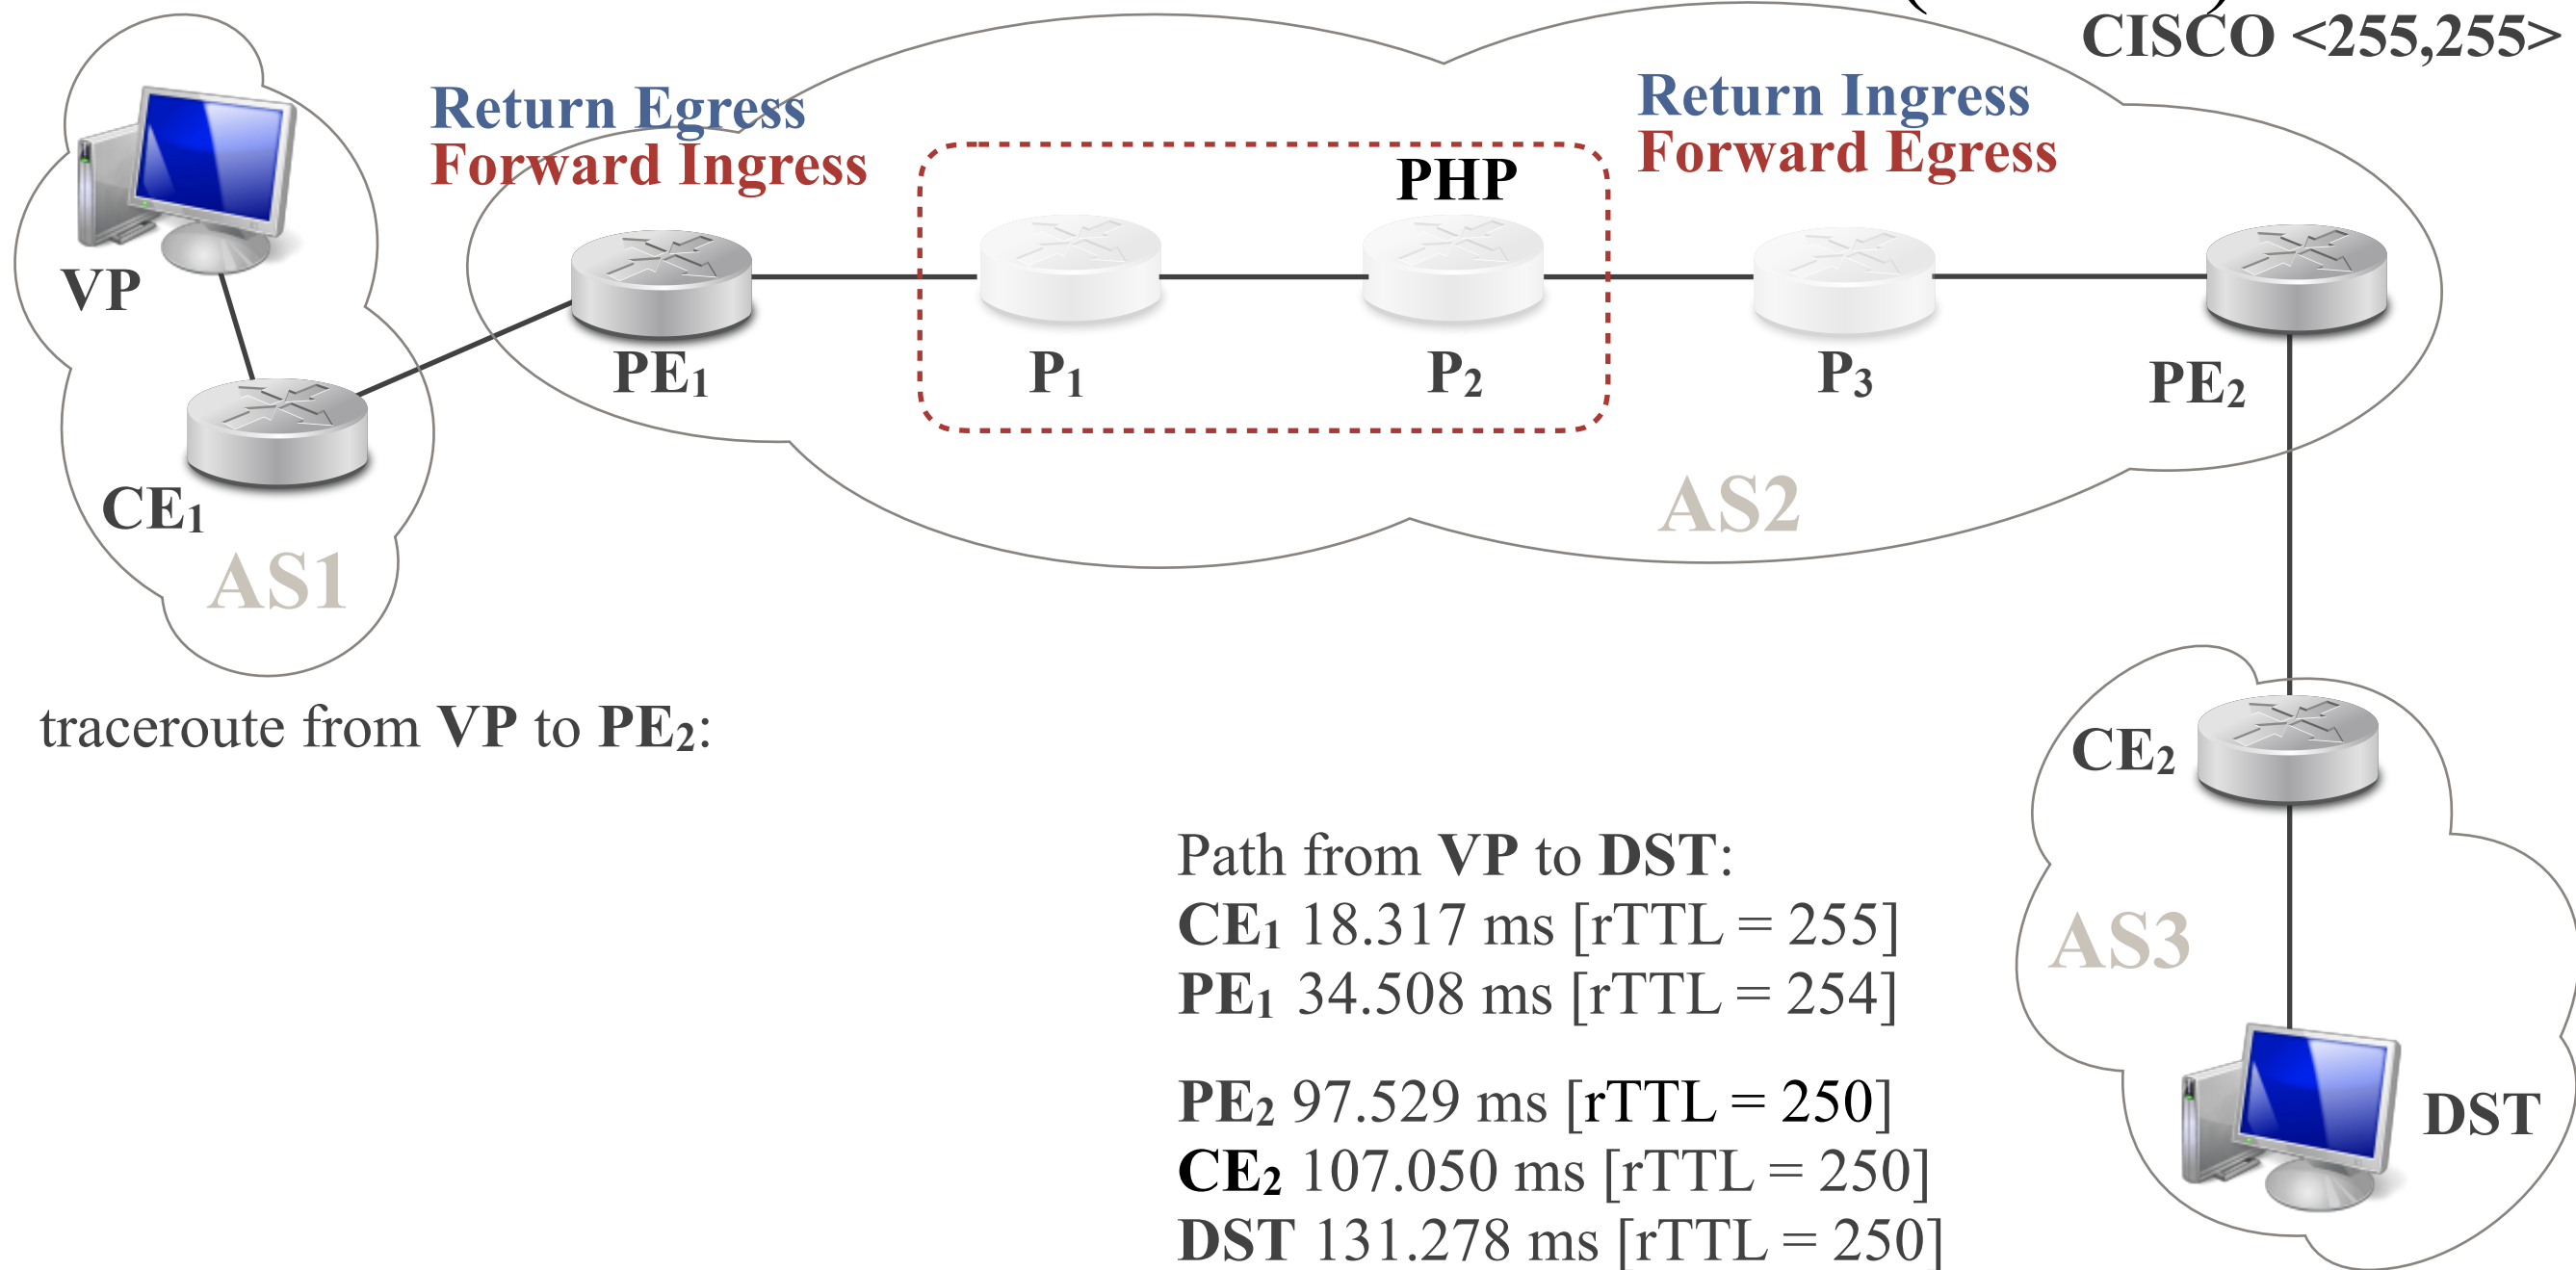 CISCO <255,255>
Return Egress
Forward Ingress
Return Ingress
Forward Egress
PHP
VP
PE1
P1
P2
P3
PE2
CE1
AS1
AS2
traceroute from VP to PE2:
CE2
Path from VP to DST:
CE1 18.317 ms [rTTL = 255]
PE1 34.508 ms [rTTL = 254]
PE2 97.529 ms [rTTL = 250]
CE2 107.050 ms [rTTL = 250]
DST 131.278 ms [rTTL = 250]
AS3
DST